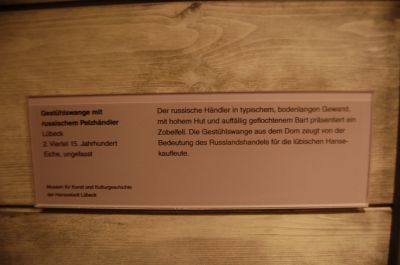 Gestühlswange mit
russischem Pelzhändler
Lübeck
2. Viertel 15. Jahrhundert
Eiche, ungefasst
Museum für Kunst und Kulturgeschichte
der Hansestadt Lübeck
Der russische Händler in typischem, bodenlangen Gewand,
mit hohem Hut und auffällig geflochtenem Bart präsentiert ein
Zobelfell. Die Gestühlswange aus dem Dom zeugt von der
Bedeutung des Russlandshandels für die lübischen Hanse-
kaufleute.